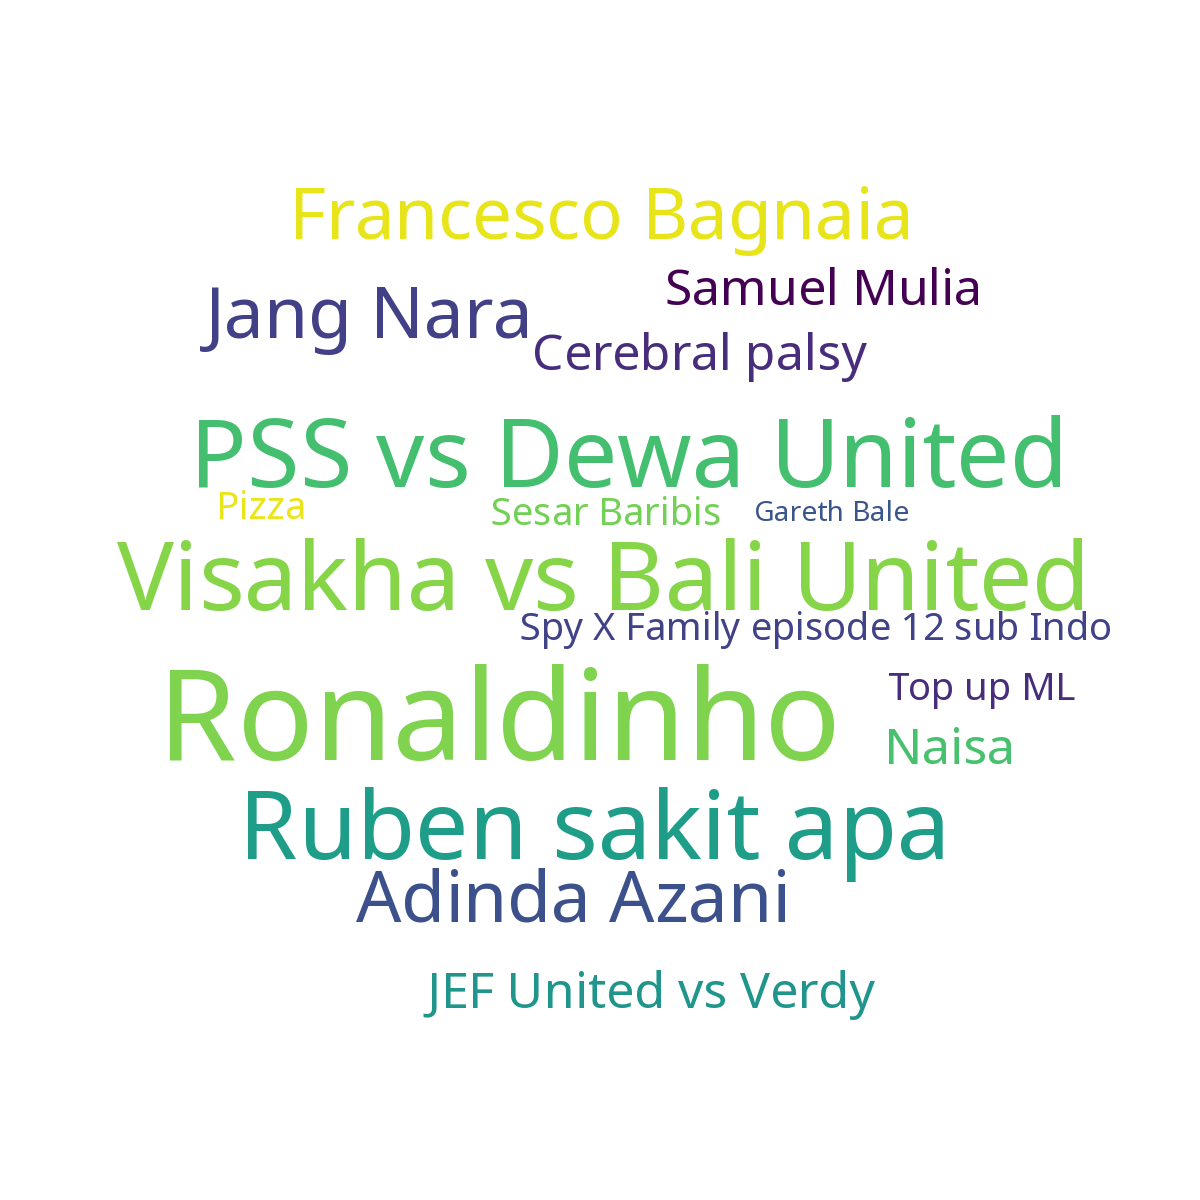 Francesco Bagnaia
Samuel Mulia
Jang Nara
Cerebral palsy
PSS vs Dewa United
Pizza
Sesar Baribis
Gareth Bale
Visakha vs Bali United
Spy X Family episode 12 sub Indo
Ronaldinho
Top up ML
Naisa
Ruben sakit apa
Adinda Azani
JEF United vs Verdy